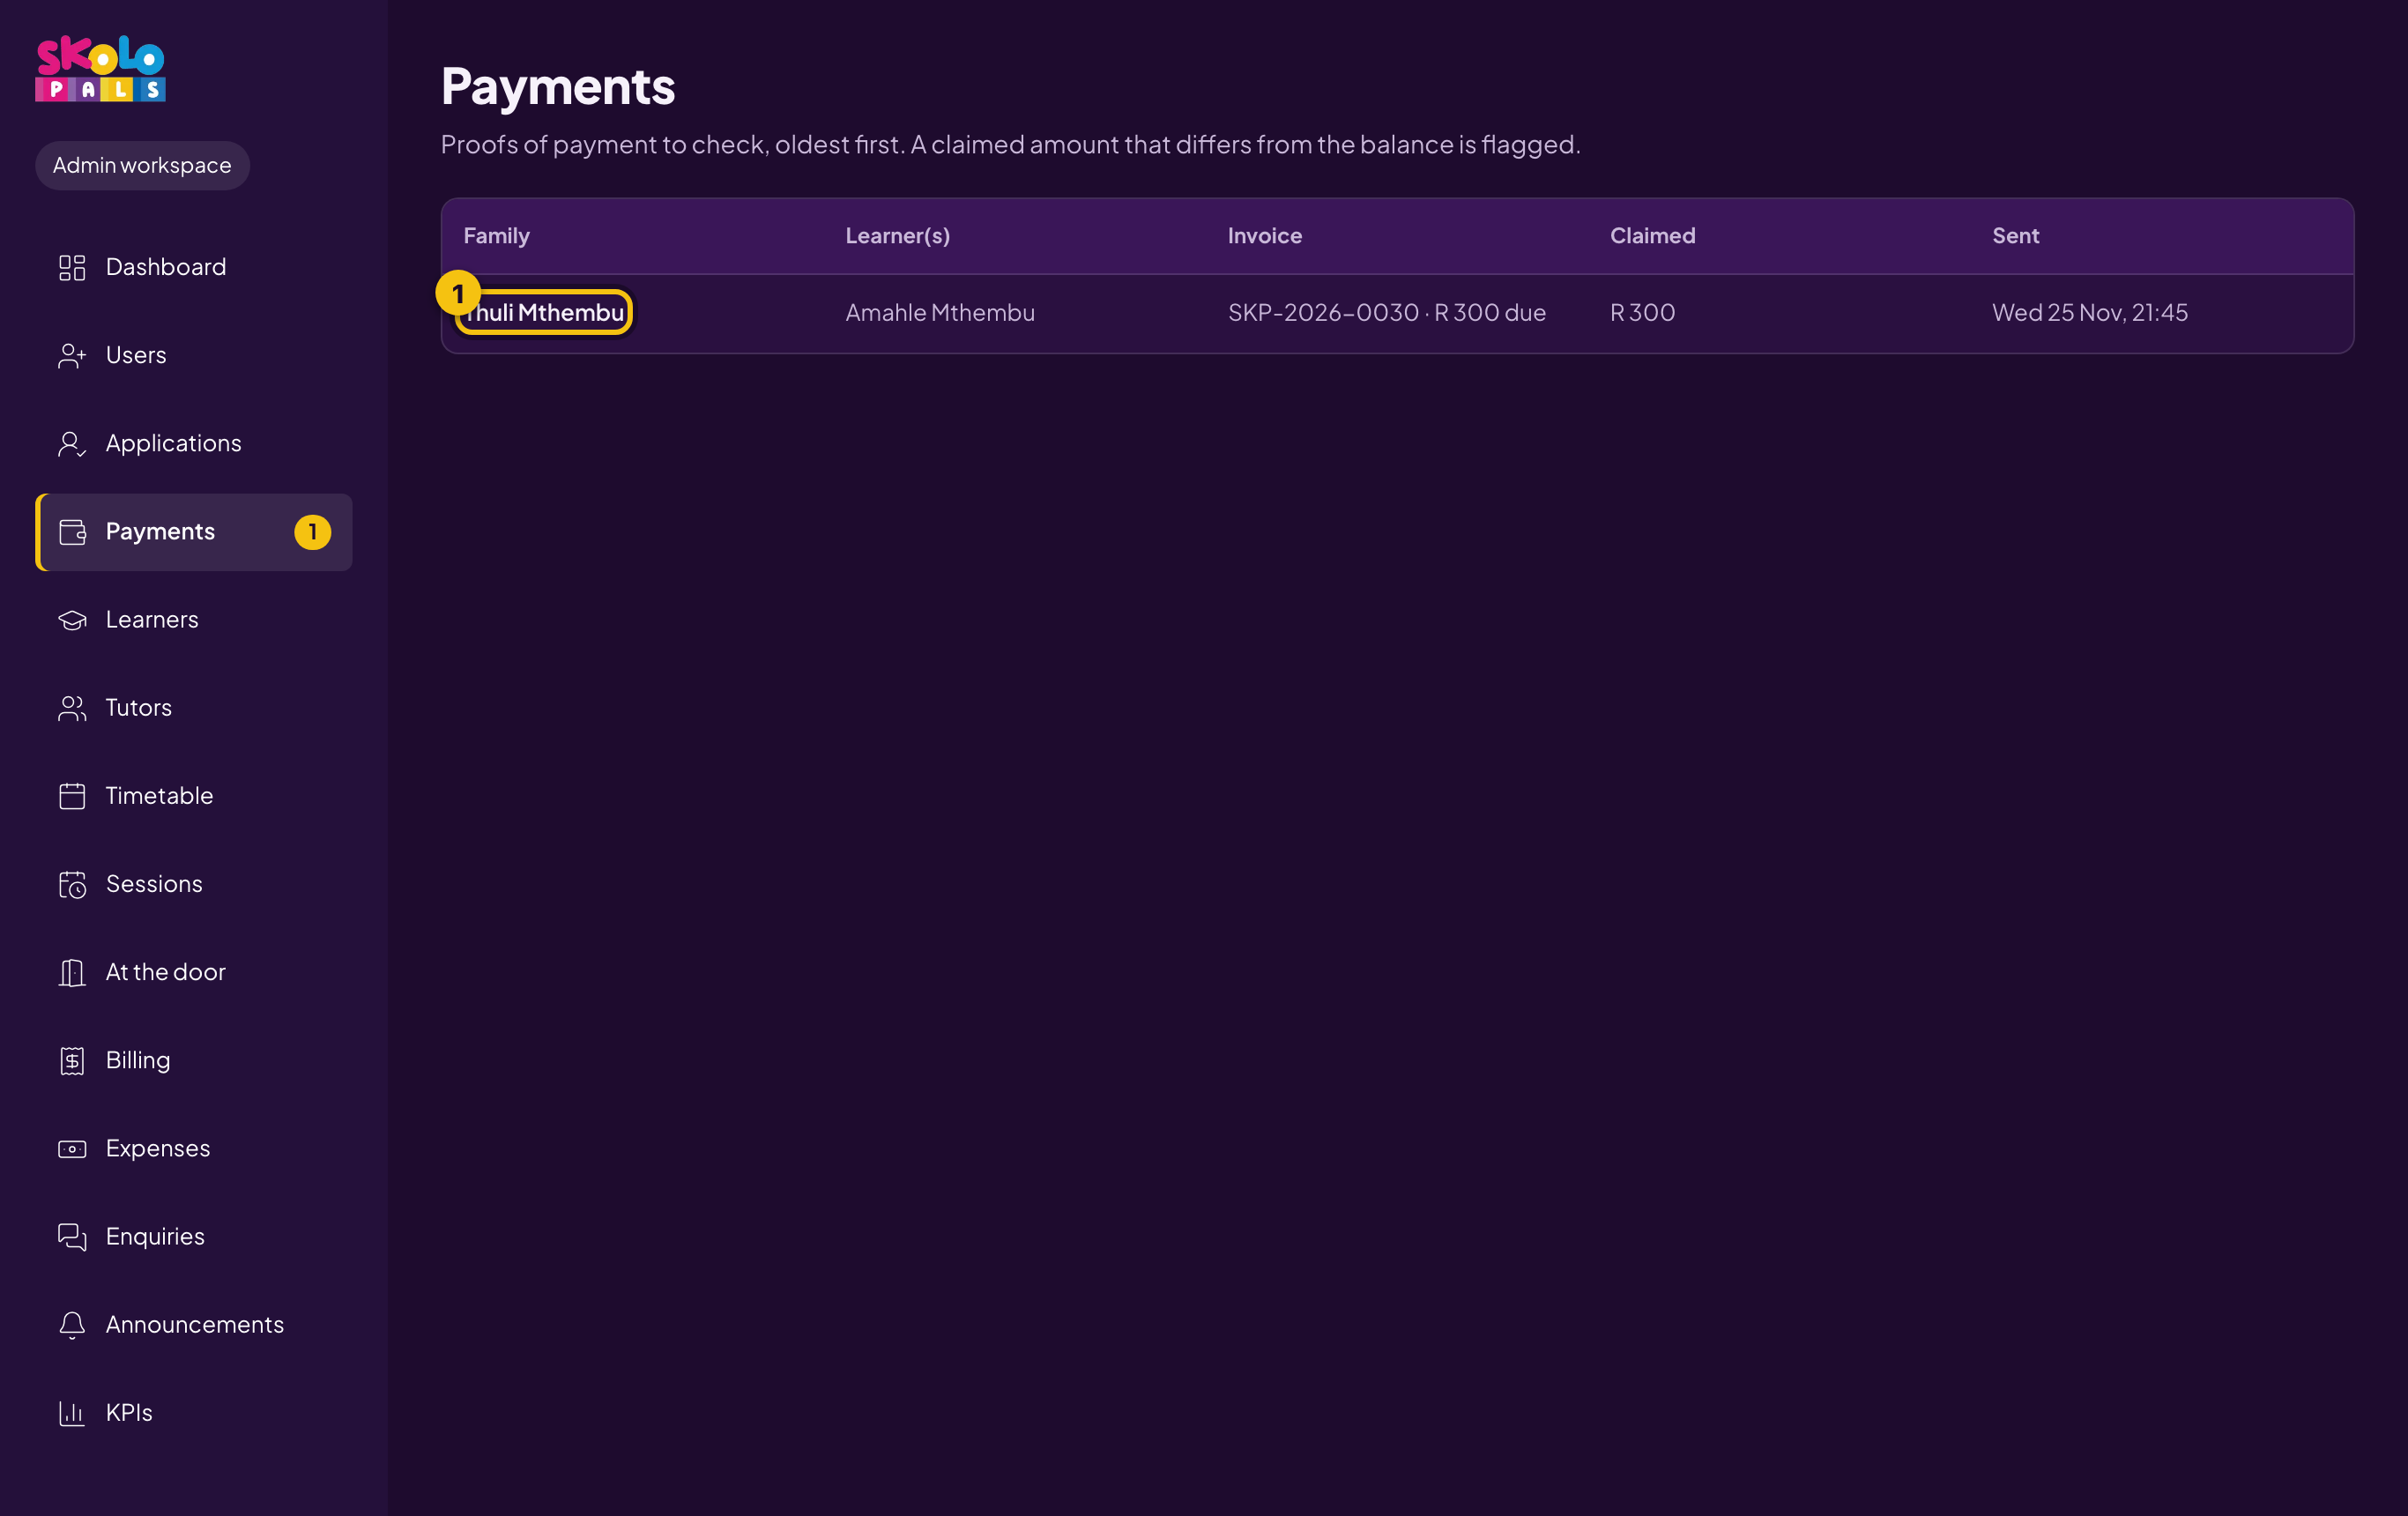 SKOLO
PALS
Admin workspace
Dashboard
Users
Applications
Payments 1
Learners
Tutors
Timetable
Sessions
At the door
Billing
Expenses
Enquiries
Announcements
KPIs
Payments
Proofs of payment to check, oldest first. A claimed amount that differs from the balance is flagged.
Family Learner(s) Invoice Claimed Sent
1
Thuli Mthembu Amahle Mthembu SKP-2026-0030 · R 300 due R 300 Wed 25 Nov, 21:45